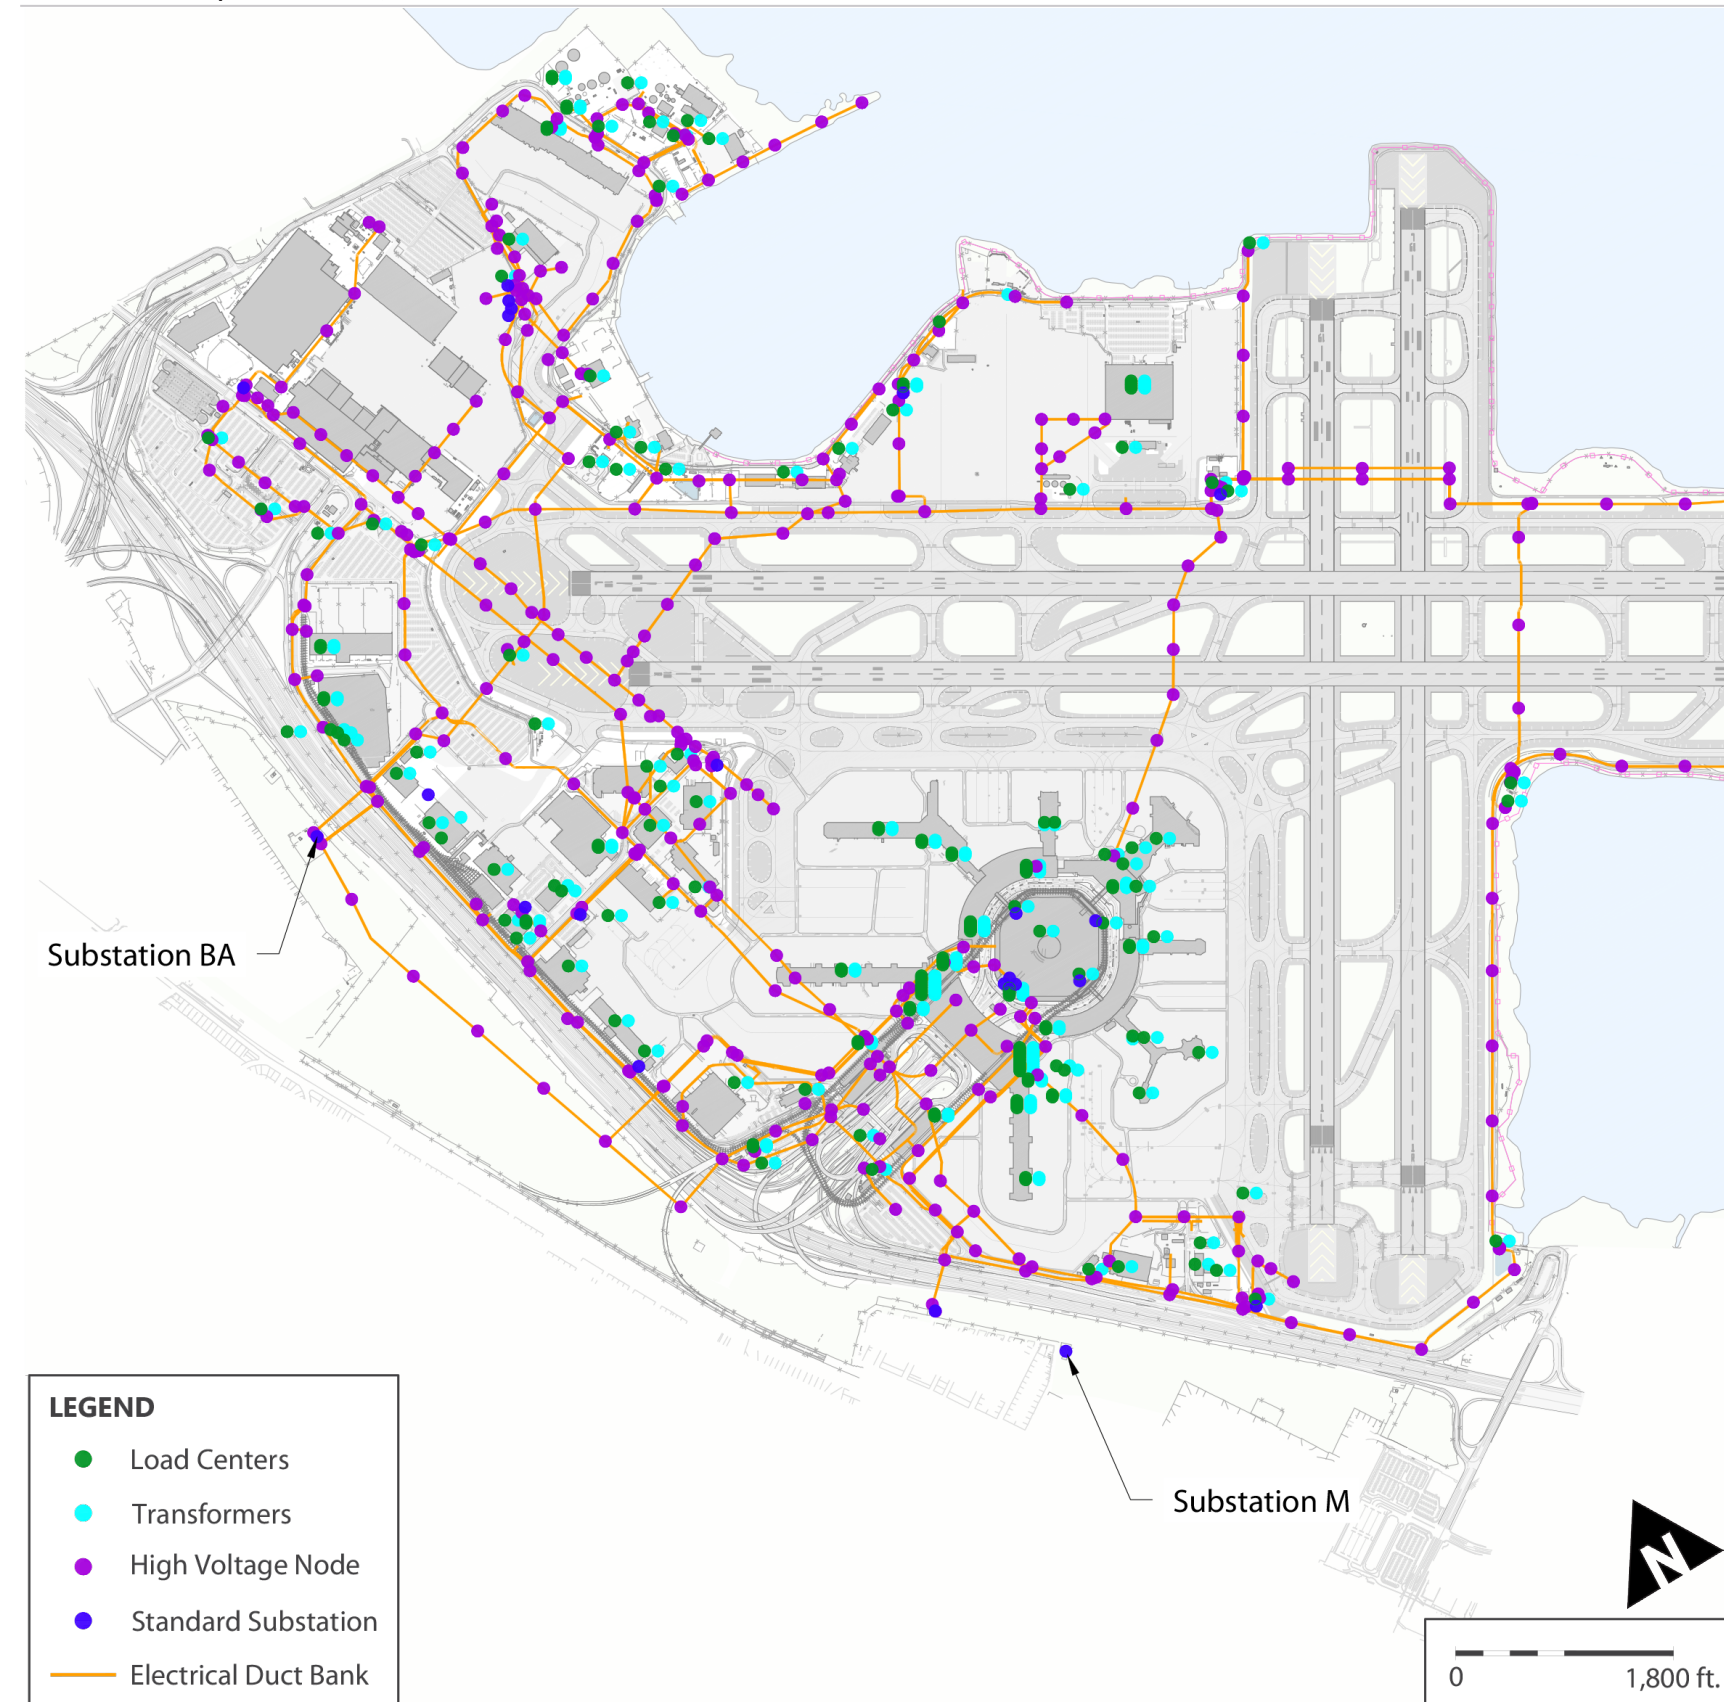 Substation BA
Substation M
LEGEND
Load Centers
Transformers
High Voltage Node
Standard Substation
Electrical Duct Bank
N
0 1,800 ft.